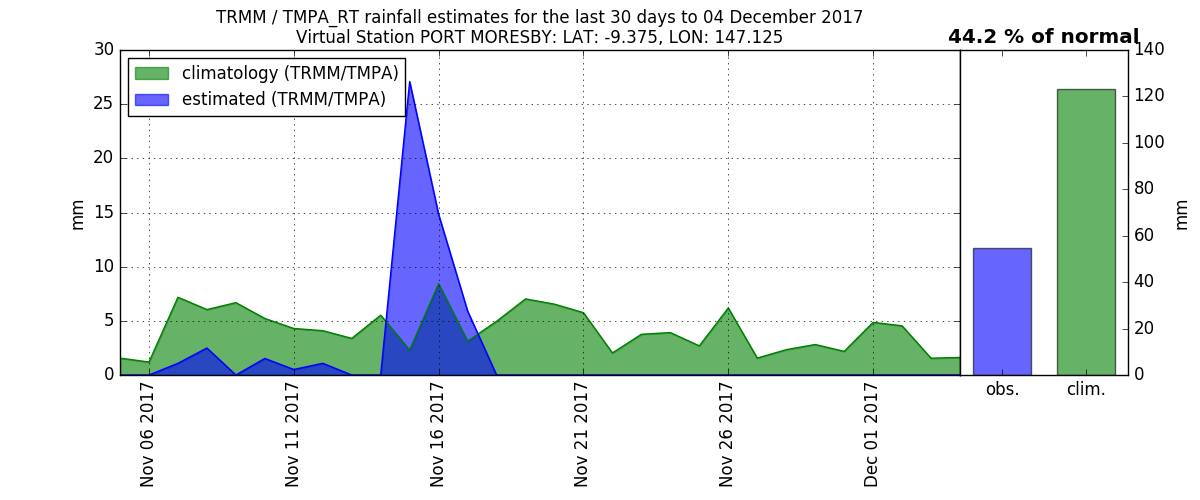 TRMM / TMPA_RT rainfall estimates for the last 30 days to 04 December 2017
Virtual Station PORT MORESBY: LAT: -9.375, LON: 147.125
44.2 % of normal
climatology (TRMM/TMPA)
estimated (TRMM/TMPA)
30
25
20
15
10
5
0
mm
Nov 06 2017
Nov 11 2017
Nov 16 2017
Nov 21 2017
Nov 26 2017
Dec 01 2017
140
120
100
80
60
40
20
0
mm
obs.
clim.